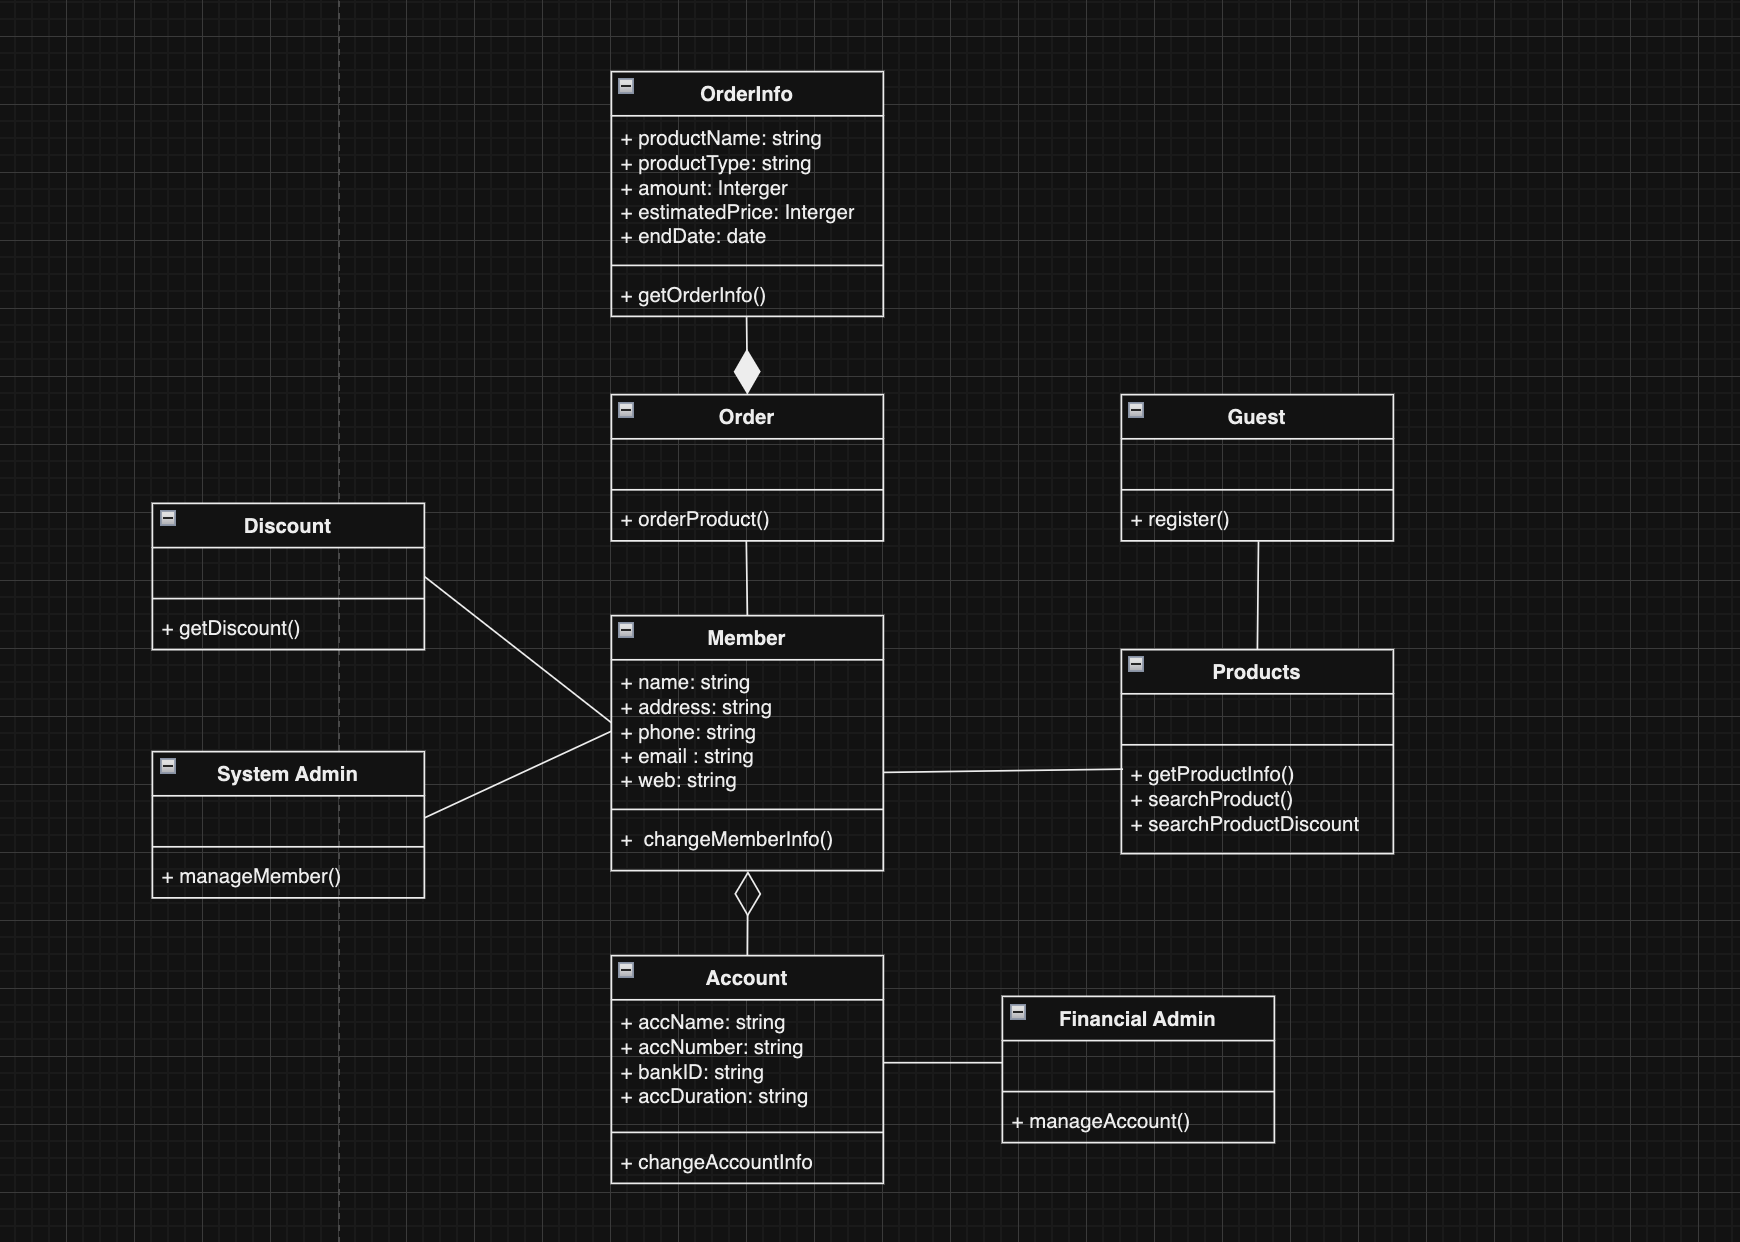 OrderInfo
+ productName: string
+ productType: string
+ amount: Interger
+ estimatedPrice: Interger
+ endDate: date
+ getOrderInfo()
Order
+ orderProduct()
Guest
+ register()
Discount
+ getDiscount()
Member
+ name: string
+ address: string
+ phone: string
+ email : string
+ web: string
+  changeMemberInfo()
Products
+ getProductInfo()
+ searchProduct()
+ searchProductDiscount
System Admin
+ manageMember()
Account
+ accName: string
+ accNumber: string
+ bankID: string
+ accDuration: string
+ changeAccountInfo
Financial Admin
+ manageAccount()